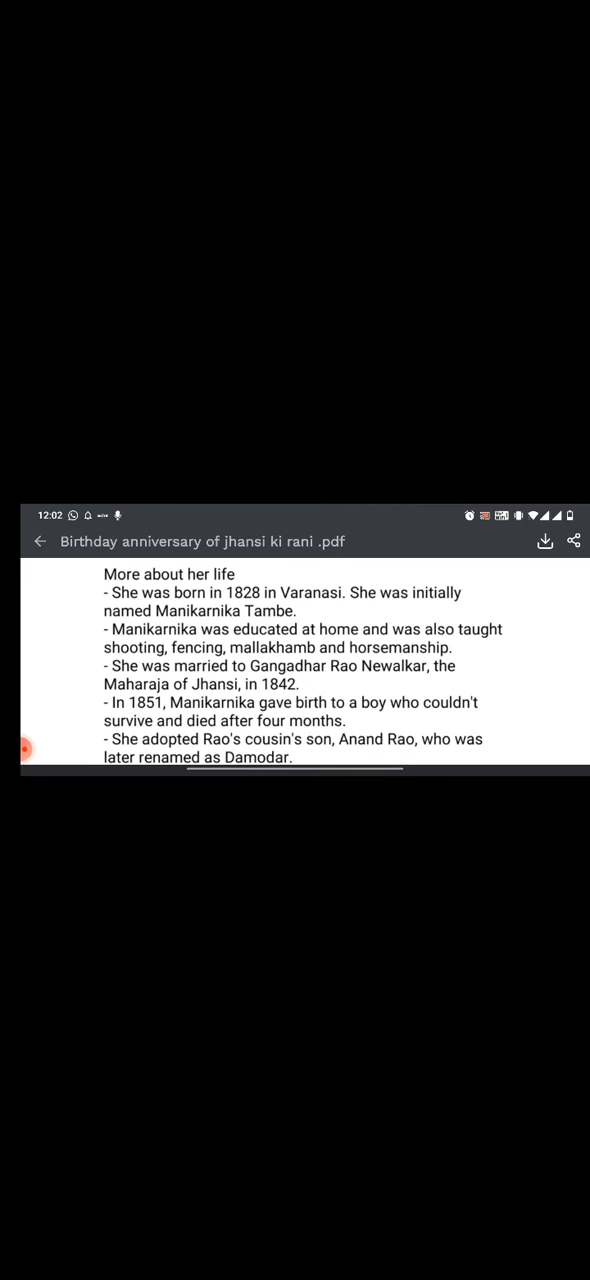 12:02
Birthday anniversary of jhansi ki rani .pdf
More about her life
- She was born in 1828 in Varanasi. She was initially
named Manikarnika Tambe.
- Manikarnika was educated at home and was also taught
shooting, fencing, mallakhamb and horsemanship.
- She was married to Gangadhar Rao Newalkar, the
Maharaja of Jhansi, in 1842.
- In 1851, Manikarnika gave birth to a boy who couldn't
survive and died after four months.
- She adopted Rao's cousin's son, Anand Rao, who was
later renamed as Damodar.